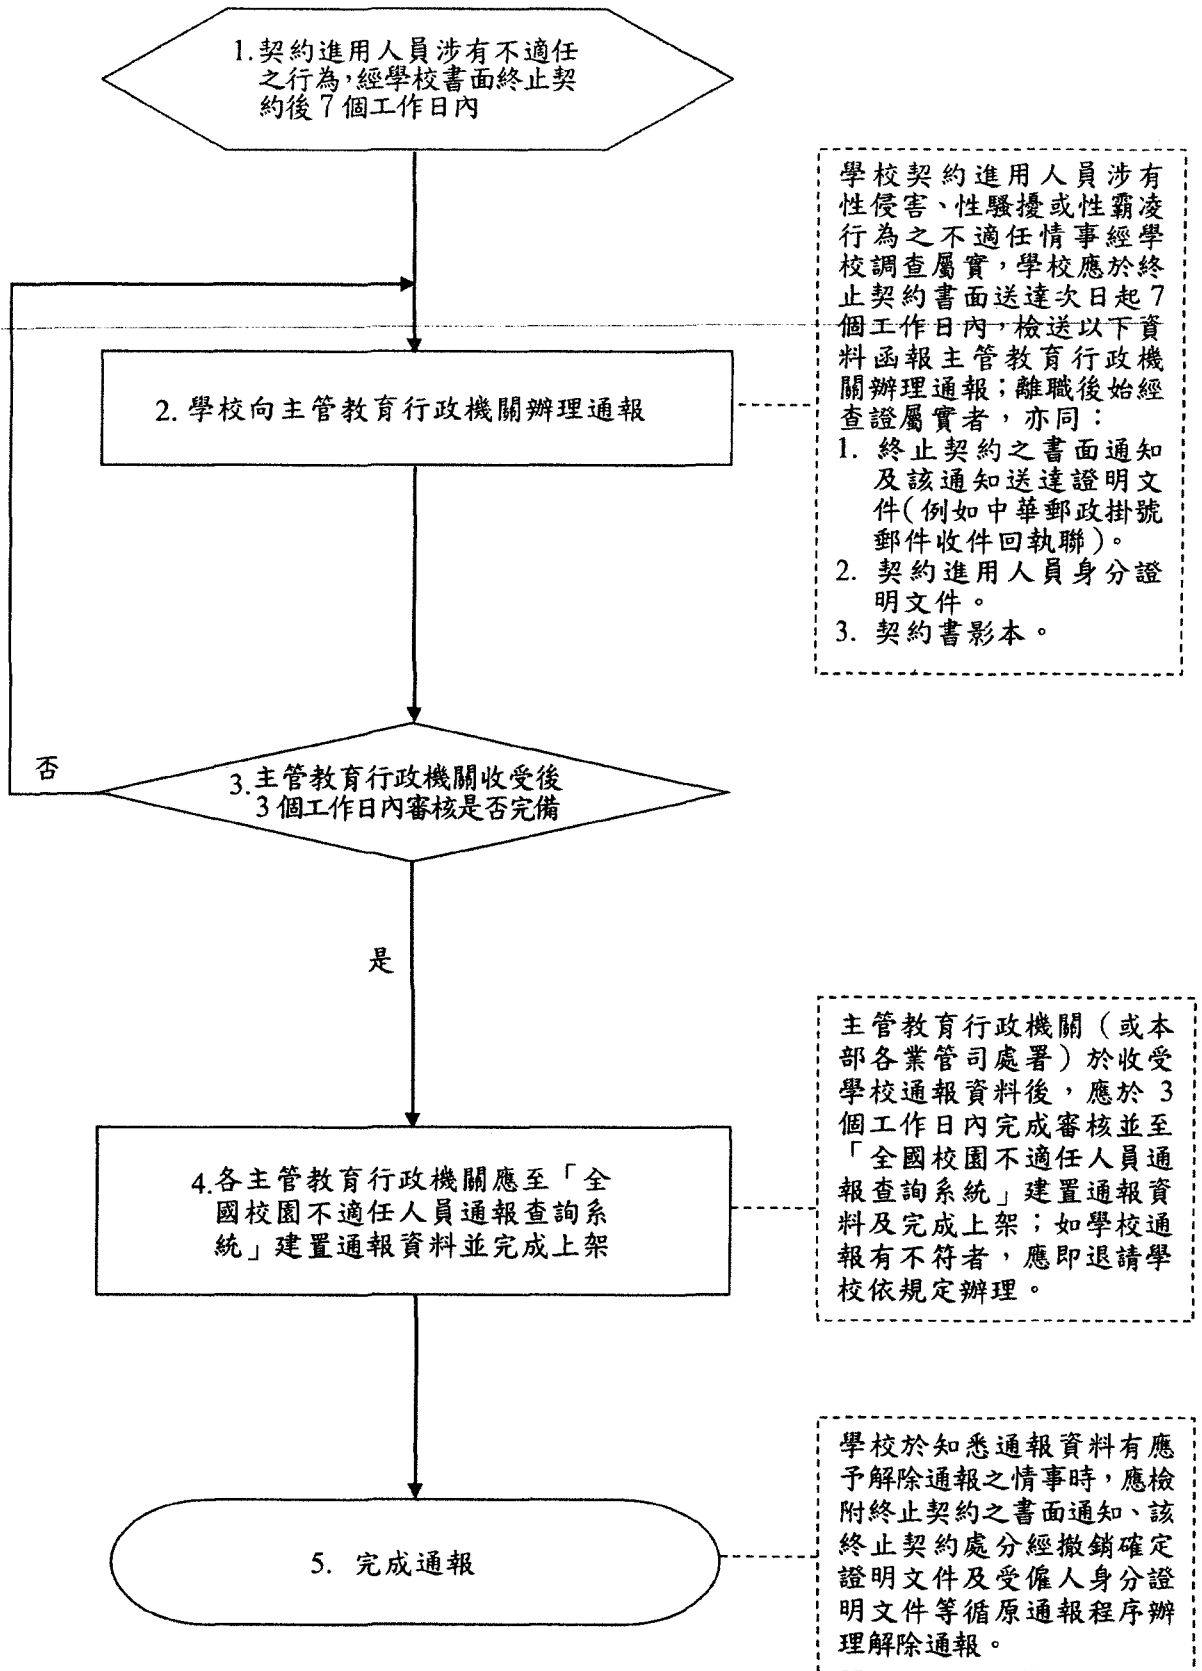 1.契約進用人員涉有不適任
之行為,經學校書面終止契
約後7個工作日內
學校契約進用人員涉有
性侵害、性騷擾或性霸凌
行為之不適任情事經學
校調查屬實,學校應於終
止契約書面送達次日起7
個工作日內,檢送以下資
料函報主管教育行政機
關辦理通報;離職後始經
查證屬實者,亦同:
1. 終止契約之書面通知
及該通知送達證明文
件(例如中華郵政掛號
郵件收件回執聯)。
2. 契約進用人員身分證
明文件。
3. 契約書影本。
2. 學校向主管教育行政機關辦理通報
否
3.主管教育行政機關收受後
3個工作日內審核是否完備
是
主管教育行政機關(或本
部各業管司處署)於收受
學校通報資料後,應於 3
個工作日內完成審核並至
「全國校園不適任人員通
報查詢系統」建置通報資
料及完成上架;如學校通
報有不符者,應即退請學
校依規定辦理。
4.各主管教育行政機關應至「全
國校園不適任人員通報查詢系
統」建置通報資料並完成上架
學校於知悉通報資料有應
予解除通報之情事時,應檢
附終止契約之書面通知、該
終止契約處分經撤銷確定
證明文件及受僱人身分證
明文件等循原通報程序辦
理解除通報。
5. 完成通報